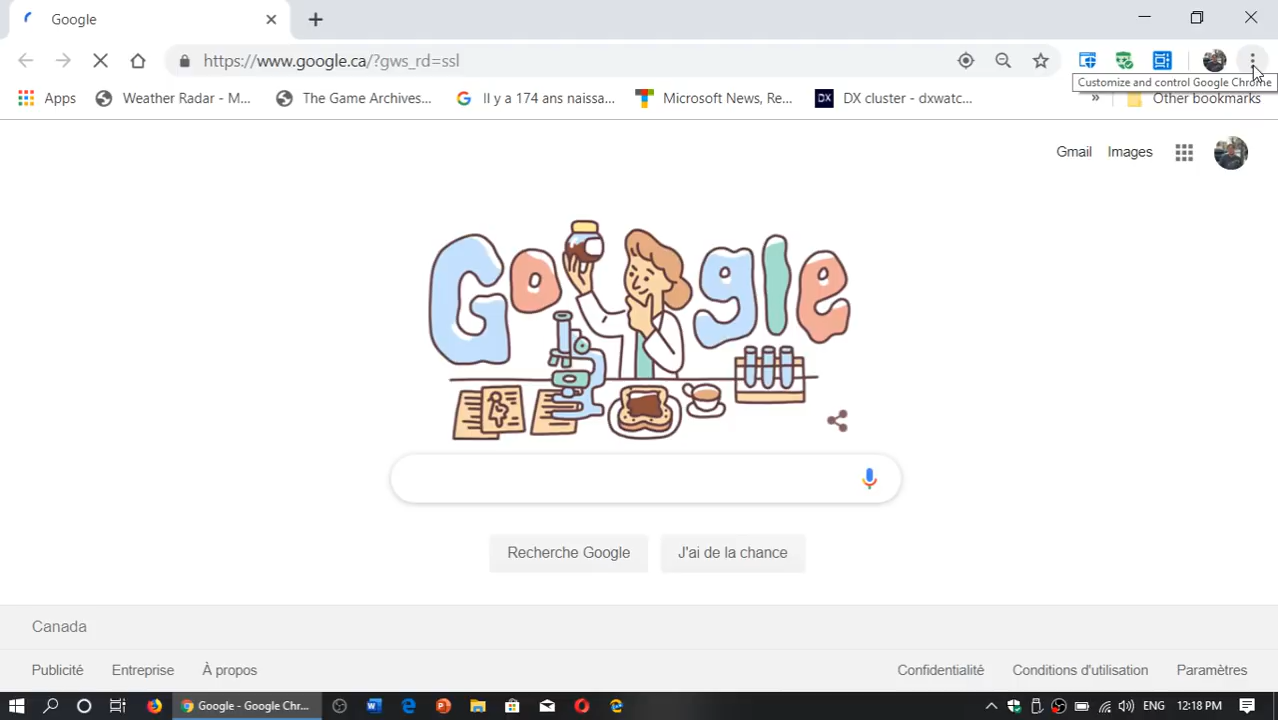 Google
https://www.google.ca/?gws_rd=ssl
Customize and control Google Chrome
Apps
Weather Radar - M...
The Game Archives...
G
Il y a 174 ans naissa...
Microsoft News, Re...
DX
DX cluster - dxwatc...
»
Other bookmarks
Gmail
Images
Google
Recherche Google
J'ai de la chance
Canada
Publicité
Entreprise
À propos
Confidentialité
Conditions d'utilisation
Paramètres
Google - Google Chr...
ENG
12:18 PM